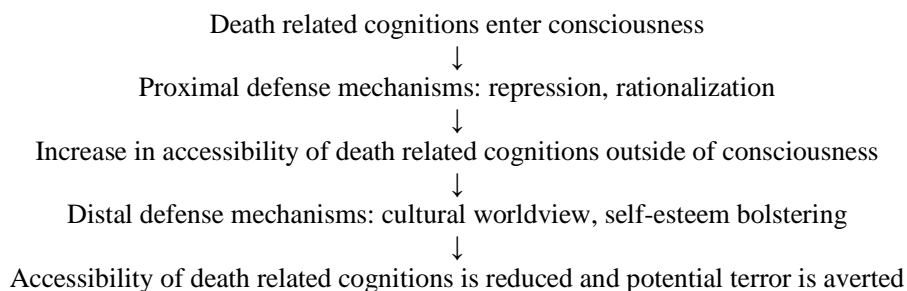 Death related cognitions enter consciousness
↓
Proximal defense mechanisms: repression, rationalization
↓
Increase in accessibility of death related cognitions outside of consciousness
↓
Distal defense mechanisms: cultural worldview, self-esteem bolstering
↓
Accessibility of death related cognitions is reduced and potential terror is averted